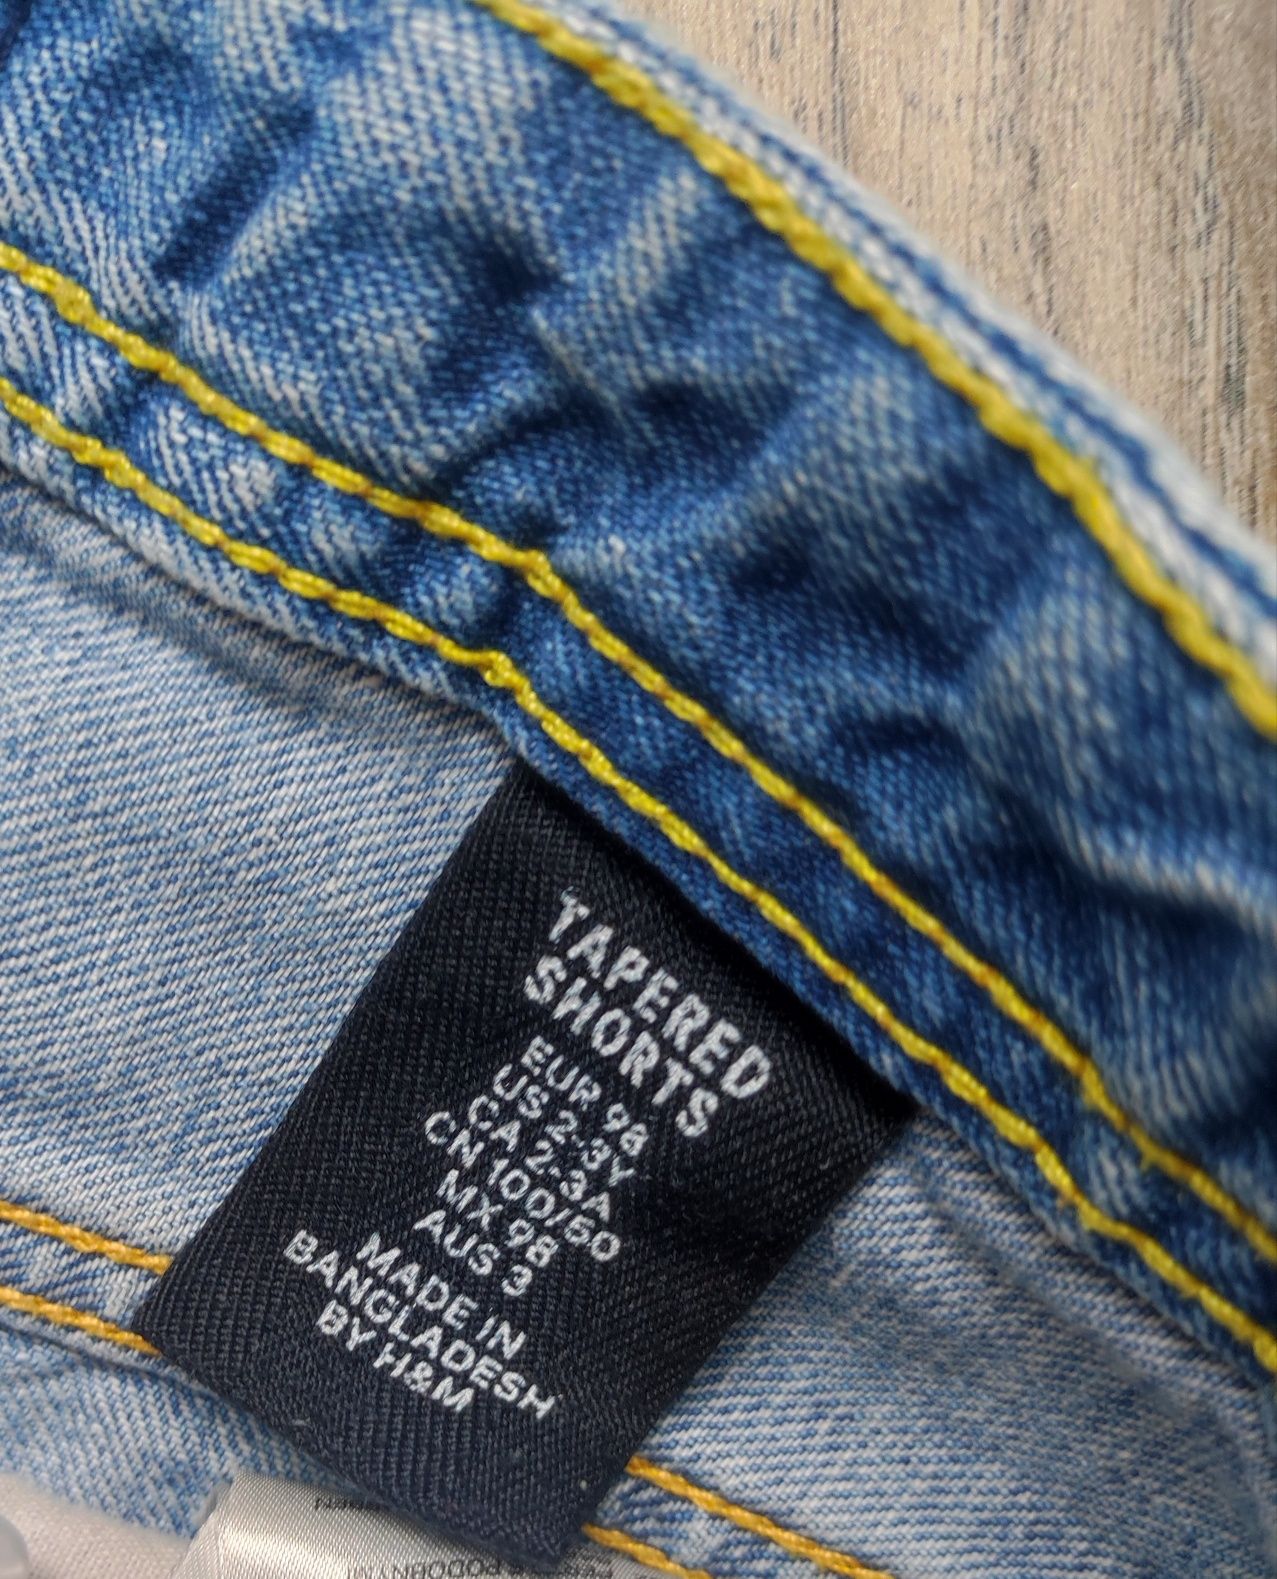 TAPERED
SHORTS
EUR 98
US 2-3Y
CA 2-3A
CN 100/50
MX 98
AUS 3
MADE IN
BANGLADESH
BY H&M